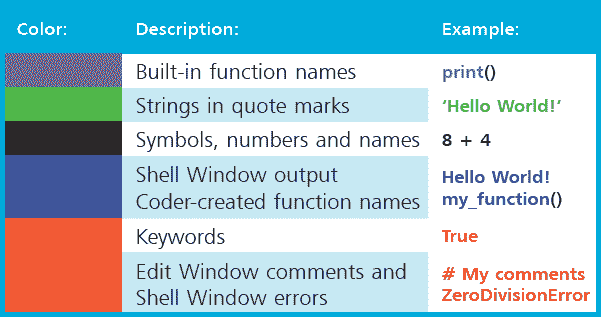 Color: Description: Example:
Built-in function names print()
Strings in quote marks ‘Hello World!’
Symbols, numbers and names 8 + 4
Shell Window output Hello World!
Coder-created function names my_function()
Keywords True
Edit Window comments and # My comments
Shell Window errors ZeroDivisionError